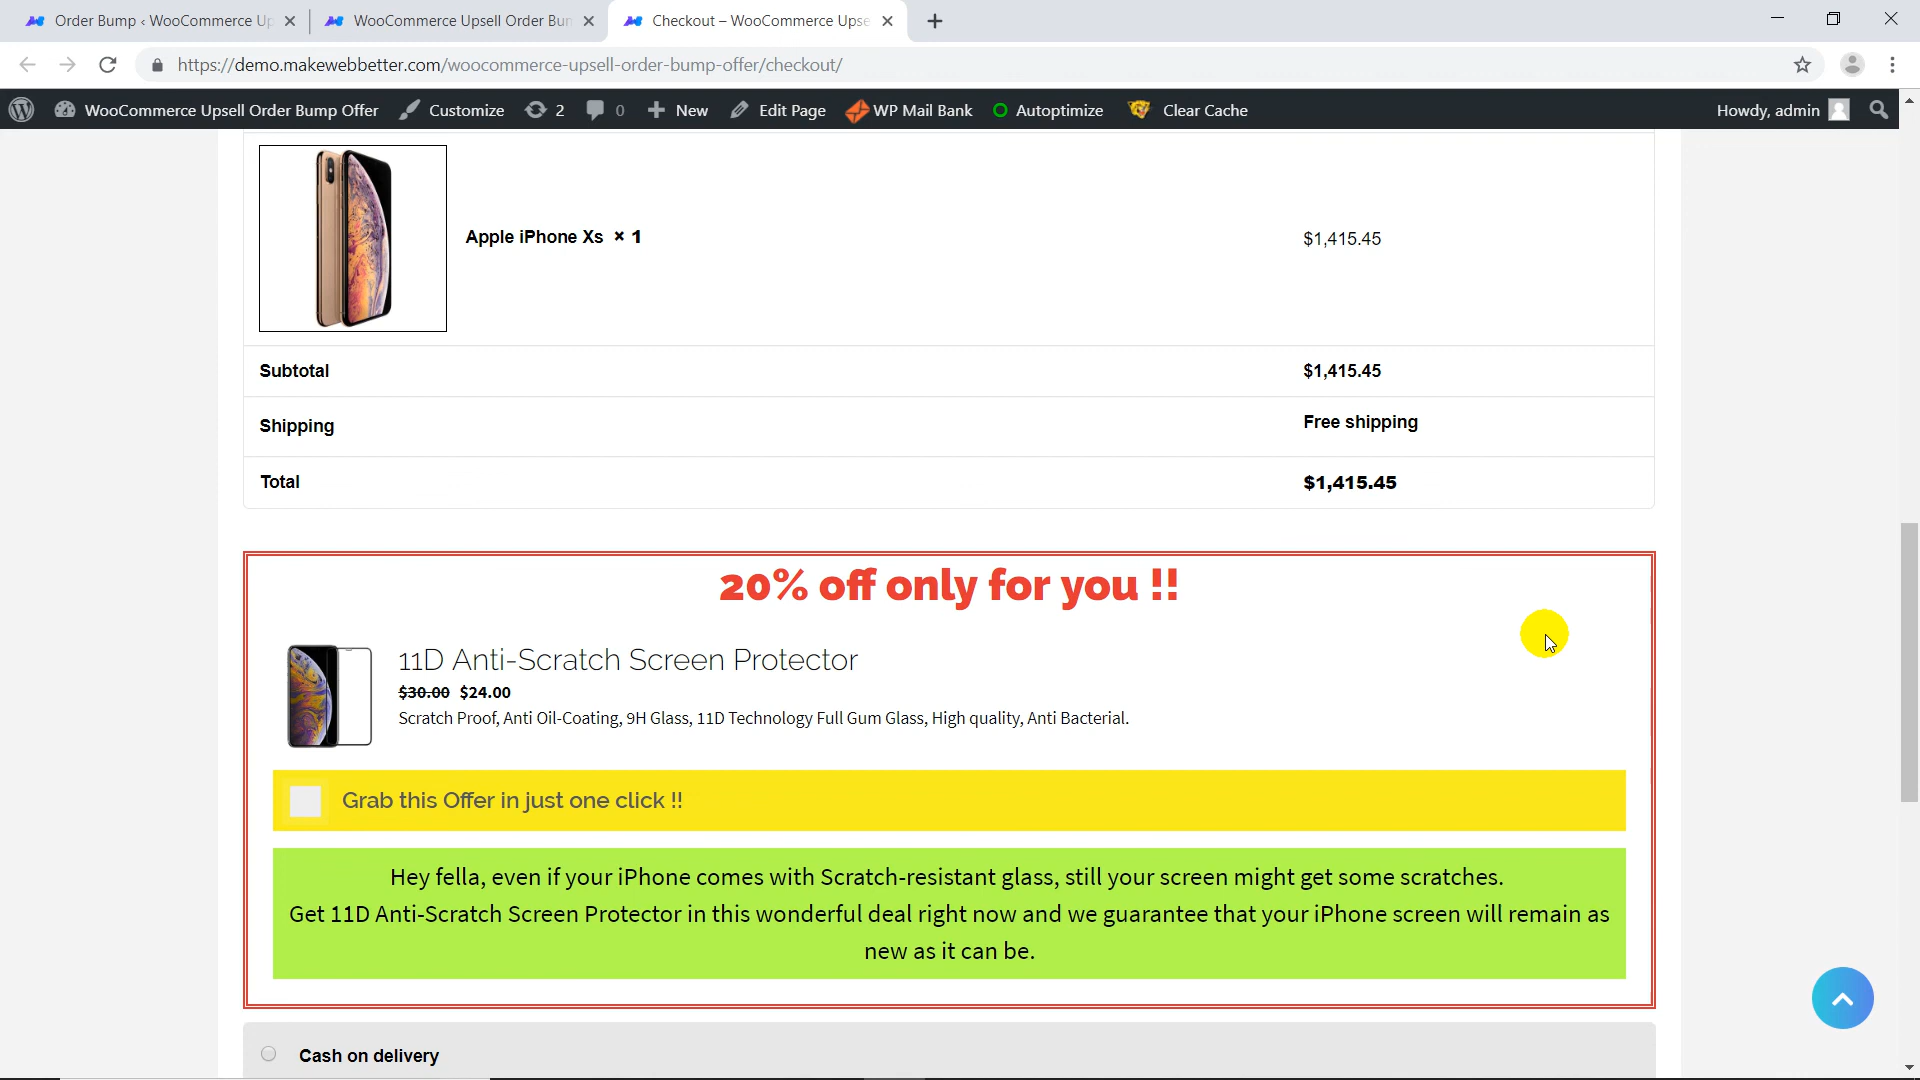 Order Bump ‹ WooCommerce Up
WooCommerce Upsell Order Bun
Checkout – WooCommerce Upse
https://demo.makewebbetter.com/woocommerce-upsell-order-bump-offer/checkout/
WooCommerce Upsell Order Bump Offer Customize 2 0 New Edit Page WP Mail Bank Autoptimize Clear Cache Howdy, admin
Apple iPhone Xs × 1 $1,415.45
Subtotal $1,415.45
Shipping Free shipping
Total $1,415.45
20% off only for you !!
11D Anti-Scratch Screen Protector
$30.00 $24.00
Scratch Proof, Anti Oil-Coating, 9H Glass, 11D Technology Full Gum Glass, High quality, Anti Bacterial.
Grab this Offer in just one click !!
Hey fella, even if your iPhone comes with Scratch-resistant glass, still your screen might get some scratches.
Get 11D Anti-Scratch Screen Protector in this wonderful deal right now and we guarantee that your iPhone screen will remain as
new as it can be.
Cash on delivery